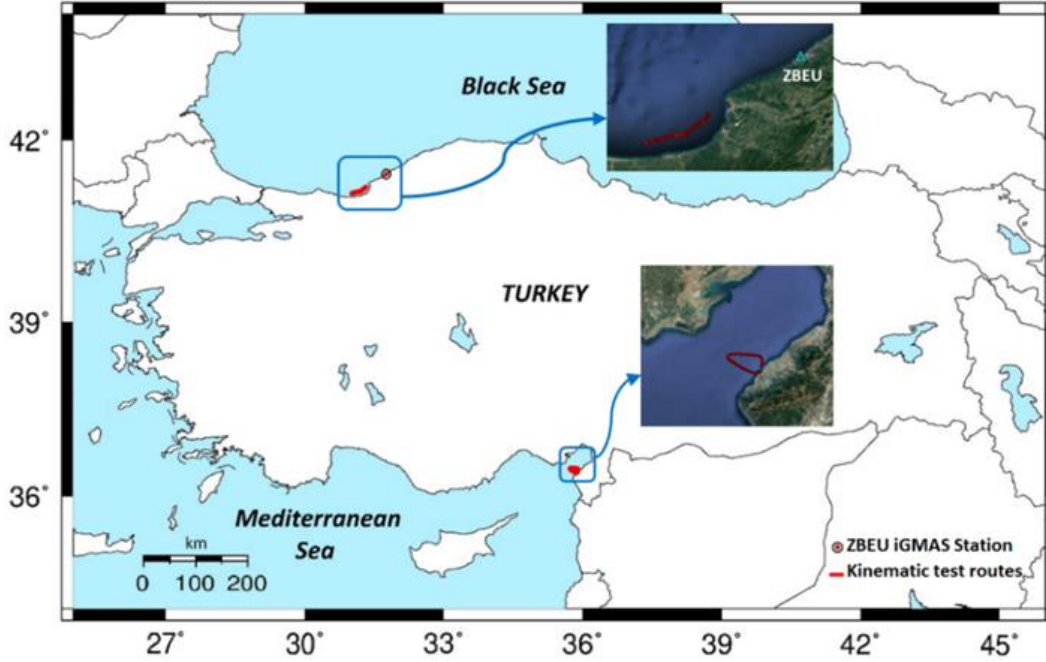 Black Sea
ZBEU
42°
39°
TURKEY
36°
Mediterranean
Sea
km
0 100 200
ZBEU iGMAS Station
Kinematic test routes
27° 30° 33° 36° 39° 42° 45°